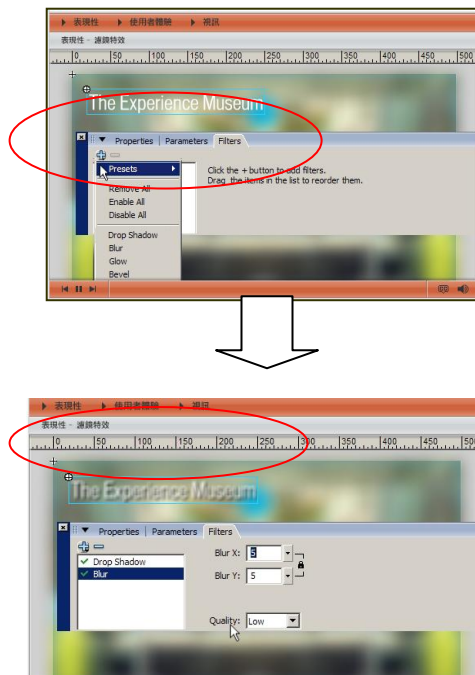 表現性 使用者體驗 視訊
表現性 - 濾鏡特效
0 50 100 150 200 250 300 350 400 450 500
The Experience Museum
Properties Parameters Filters
Presets
Click the + button to add filters.
Drag the items in the list to reorder them.
Remove All
Enable All
Disable All
Drop Shadow
Blur
Glow
Bevel
表現性 使用者體驗 視訊
表現性 - 濾鏡特效
0 50 100 150 200 250 300 350 400 450 500
The Experience Museum
Properties Parameters Filters
Drop Shadow
Blur
Blur X: 5
Blur Y: 5
Quality: Low